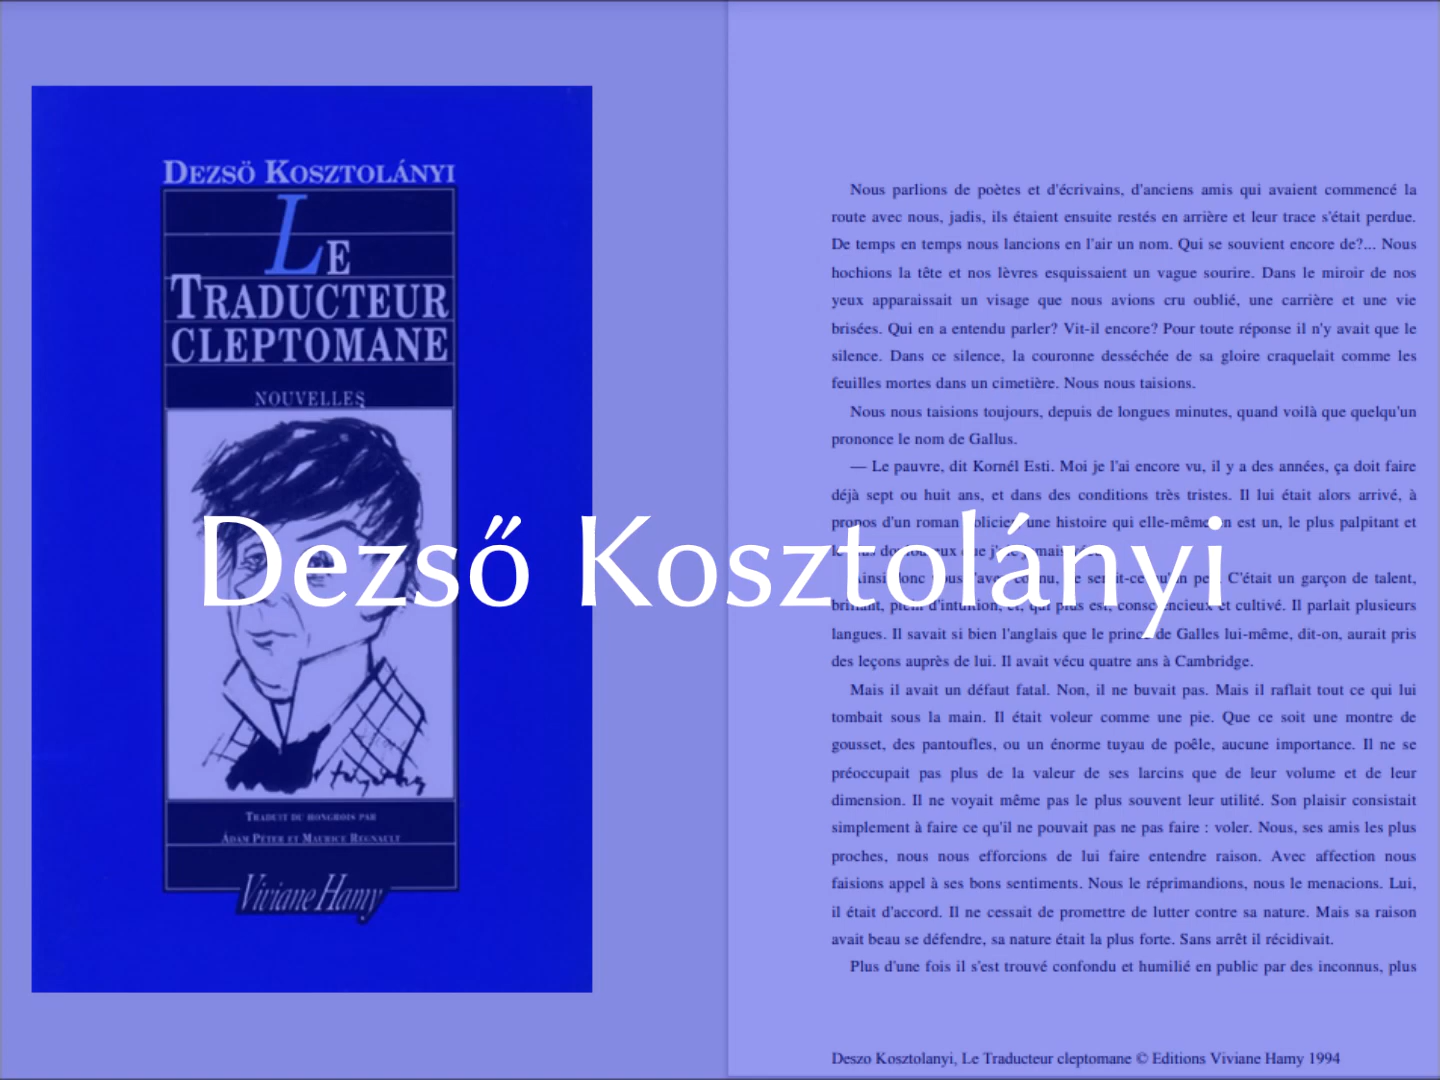 DEZSÖ KOSZTOLÁNYI
LE
TRADUCTEUR
CLEPTOMANE
NOUVELLES
TRADUIT DU HONGROIS PAR
ÁDÁM PÉTER ET MAURICE REGNAULT
Viviane Hamy
Dezső Kosztolányi
Nous parlions de poètes et d'écrivains, d'anciens amis qui avaient commencé la
route avec nous, jadis, ils étaient ensuite restés en arrière et leur trace s'était perdue.
De temps en temps nous lancions en l'air un nom. Qui se souvient encore de?... Nous
hochions la tête et nos lèvres esquissaient un vague sourire. Dans le miroir de nos
yeux apparaissait un visage que nous avions cru oublié, une carrière et une vie
brisées. Qui en a entendu parler? Vit-il encore? Pour toute réponse il n'y avait que le
silence. Dans ce silence, la couronne desséchée de sa gloire craquelait comme les
feuilles mortes dans un cimetière. Nous nous taisions.
Nous nous taisions toujours, depuis de longues minutes, quand voilà que quelqu'un
prononce le nom de Gallus.
— Le pauvre, dit Kornél Esti. Moi je l'ai encore vu, il y a des années, ça doit faire
déjà sept ou huit ans, et dans des conditions très tristes. Il lui était alors arrivé, à
propos d'un roman policier, une histoire qui elle-même en est un, le plus palpitant et
C'était un garçon de talent,
brillant, plein d'intuition, et, qui plus est, consciencieux et cultivé. Il parlait plusieurs
langues. Il savait si bien l'anglais que le prince de Galles lui-même, dit-on, aurait pris
des leçons auprès de lui. Il avait vécu quatre ans à Cambridge.
Mais il avait un défaut fatal. Non, il ne buvait pas. Mais il raflait tout ce qui lui
tombait sous la main. Il était voleur comme une pie. Que ce soit une montre de
gousset, des pantoufles, ou un énorme tuyau de poêle, aucune importance. Il ne se
préoccupait pas plus de la valeur de ses larcins que de leur volume et de leur
dimension. Il ne voyait même pas le plus souvent leur utilité. Son plaisir consistait
simplement à faire ce qu'il ne pouvait pas ne pas faire : voler. Nous, ses amis les plus
proches, nous nous efforcions de lui faire entendre raison. Avec affection nous
faisions appel à ses bons sentiments. Nous le réprimandions, nous le menacions. Lui,
il était d'accord. Il ne cessait de promettre de lutter contre sa nature. Mais sa raison
avait beau se défendre, sa nature était la plus forte. Sans arrêt il récidivait.
Plus d'une fois il s'est trouvé confondu et humilié en public par des inconnus, plus
Deszo Kosztolanyi, Le Traducteur cleptomane © Editions Viviane Hamy 1994